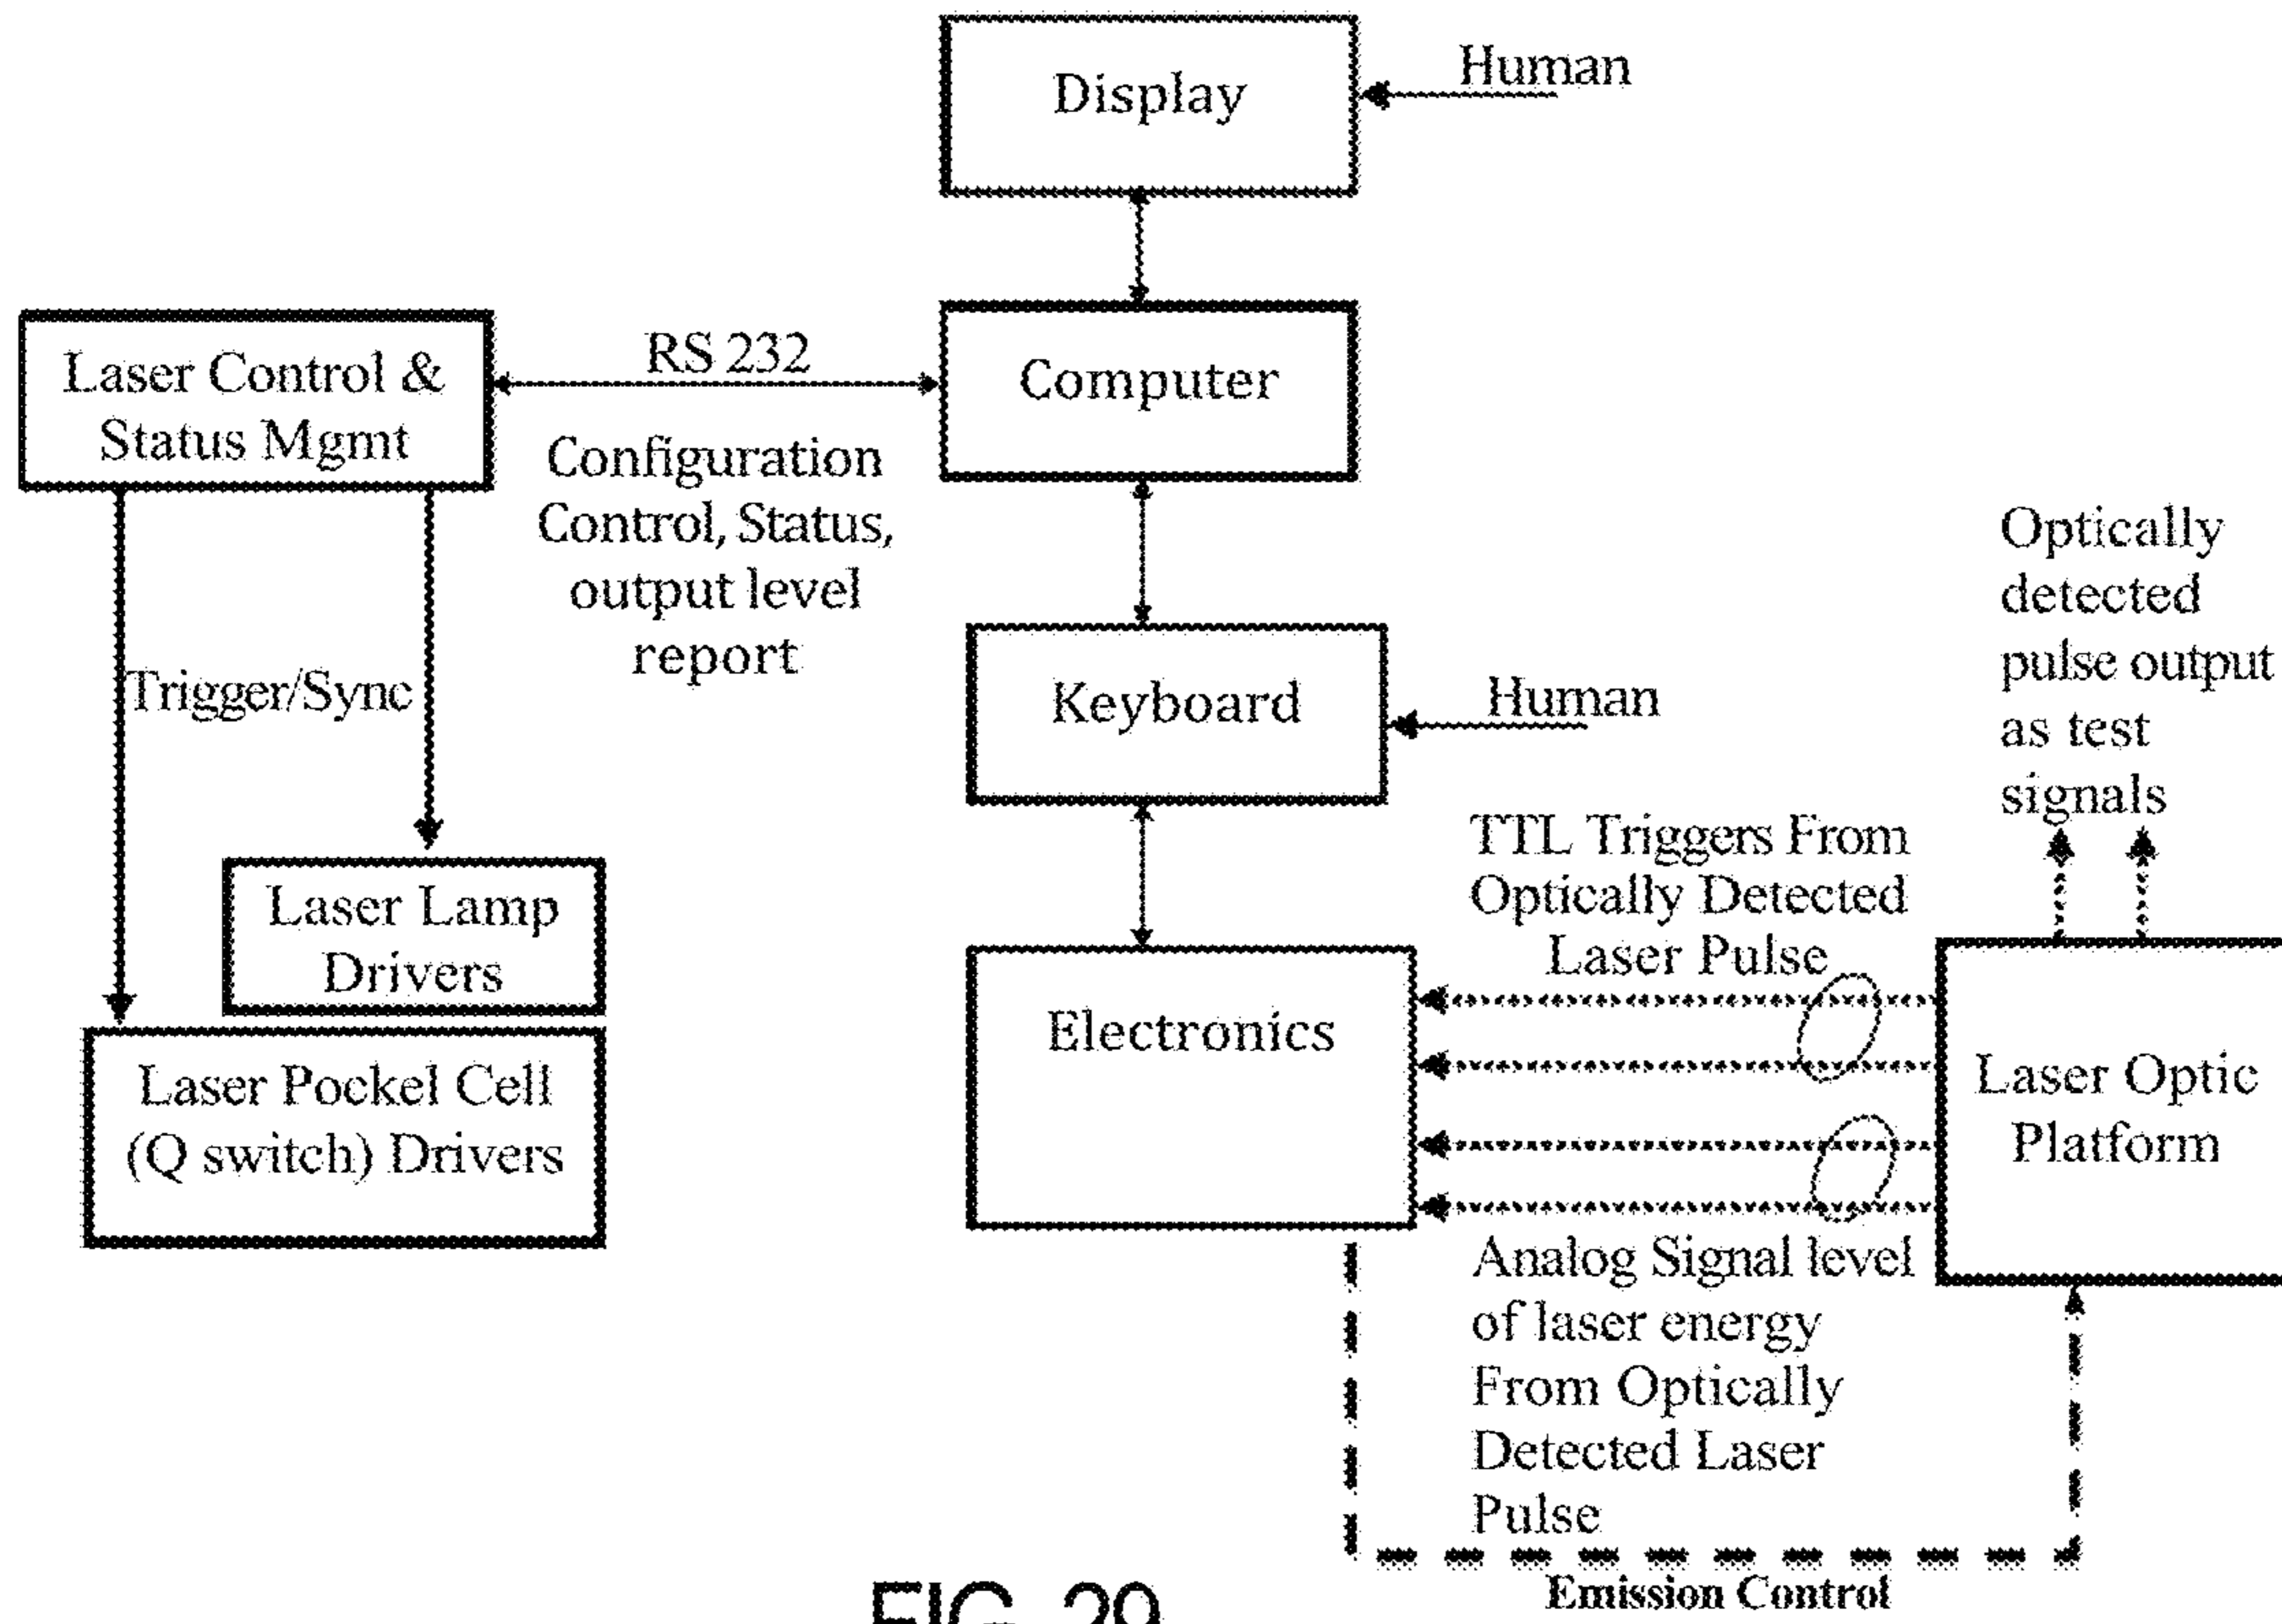 Display
Human
Laser Control &
Status Mgmt
RS 232
Computer
Configuration
Control, Status,
output level
report
Trigger/Sync
Keyboard
Human
Optically
detected
pulse output
as test
signals
Laser Lamp
Drivers
Laser Pockel Cell
(Q switch) Drivers
Electronics
TTL Triggers From
Optically Detected
Laser Pulse
Laser Optic
Platform
Analog Signal level
of laser energy
From Optically
Detected Laser
Pulse
Emission Control
FIG. 29